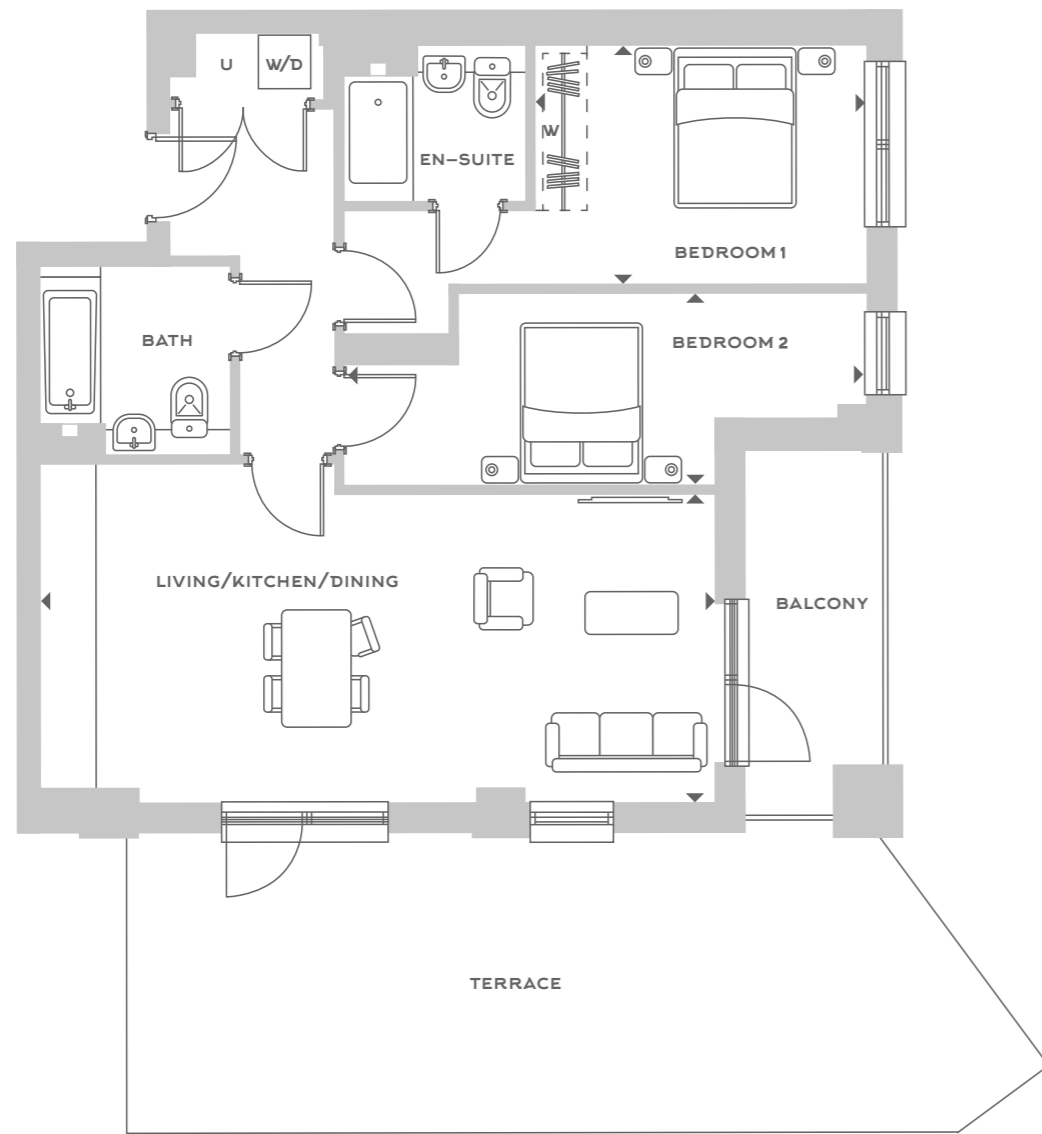 U
W/D
EN-SUITE
W
BEDROOM 1
BATH
BEDROOM 2
LIVING/KITCHEN/DINING
BALCONY
TERRACE